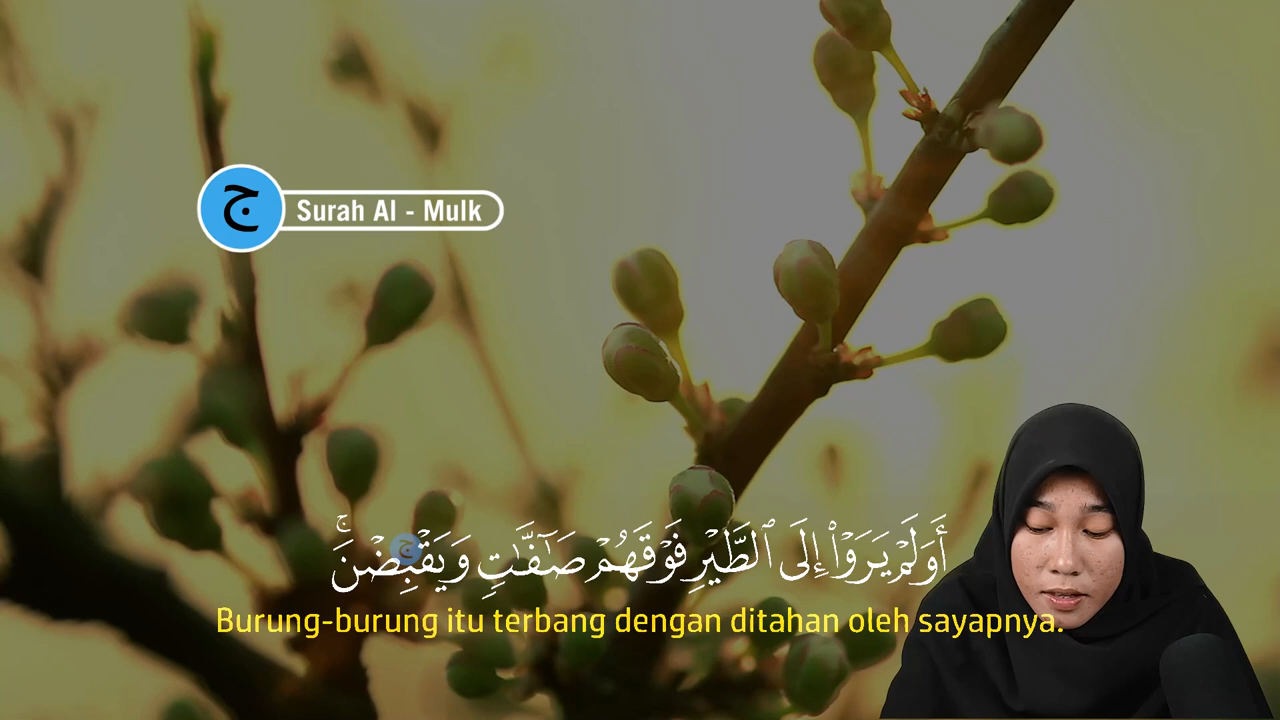 ج
Surah Al - Mulk
أَوَلَمْ يَرَوْا۟ إِلَى ٱلطَّيْرِ فَوْقَهُمْ صَـٰٓفَّـٰتٍ وَيَقْبِضْنَ ۚ
ج
Burung-burung itu terbang dengan ditahan oleh sayapnya.